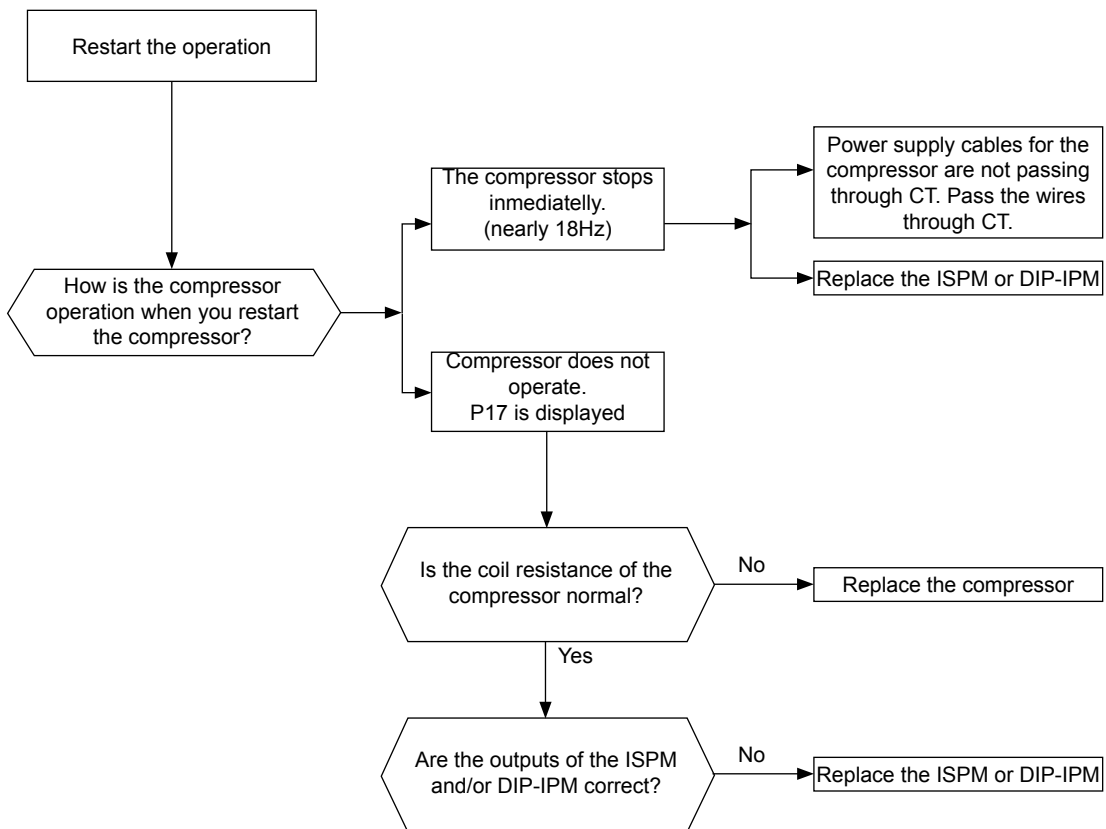 Restart the operation
How is the compressor
operation when you restart
the compressor?
The compressor stops
inmediatelly.
(nearly 18Hz)
Power supply cables for the
compressor are not passing
through CT. Pass the wires
through CT.
Replace the ISPM or DIP-IPM
Compressor does not
operate.
P17 is displayed
Is the coil resistance of the
compressor normal?
No
Replace the compressor
Yes
Are the outputs of the ISPM
and/or DIP-IPM correct?
No
Replace the ISPM or DIP-IPM